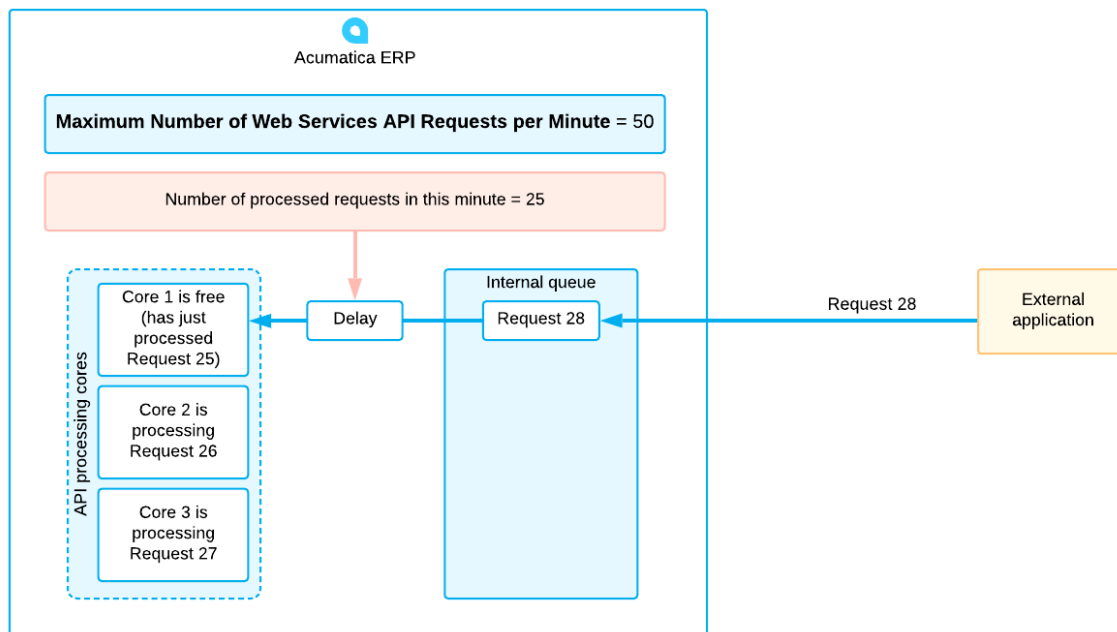 Acumatica ERP
Maximum Number of Web Services API Requests per Minute = 50
Number of processed requests in this minute = 25
API processing cores
Core 1 is free
(has just
processed
Request 25)
Core 2 is
processing
Request 26
Core 3 is
processing
Request 27
Delay
Internal queue
Request 28
Request 28
External
application